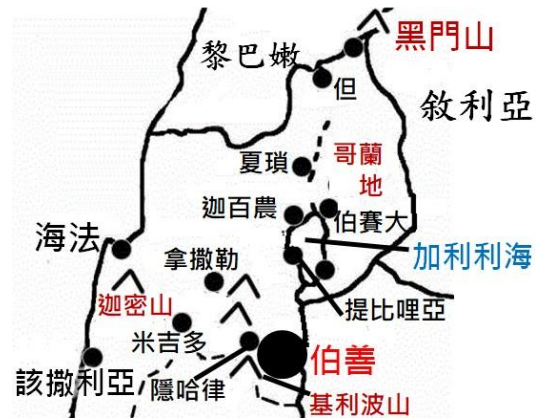 黑門山
黎巴嫩
但
敘利亞
夏瑣
哥蘭
地
迦百農
伯賽大
海法
加利利海
拿撒勒
迦密山
提比哩亞
米吉多
伯善
該撒利亞
隱哈律
基利波山